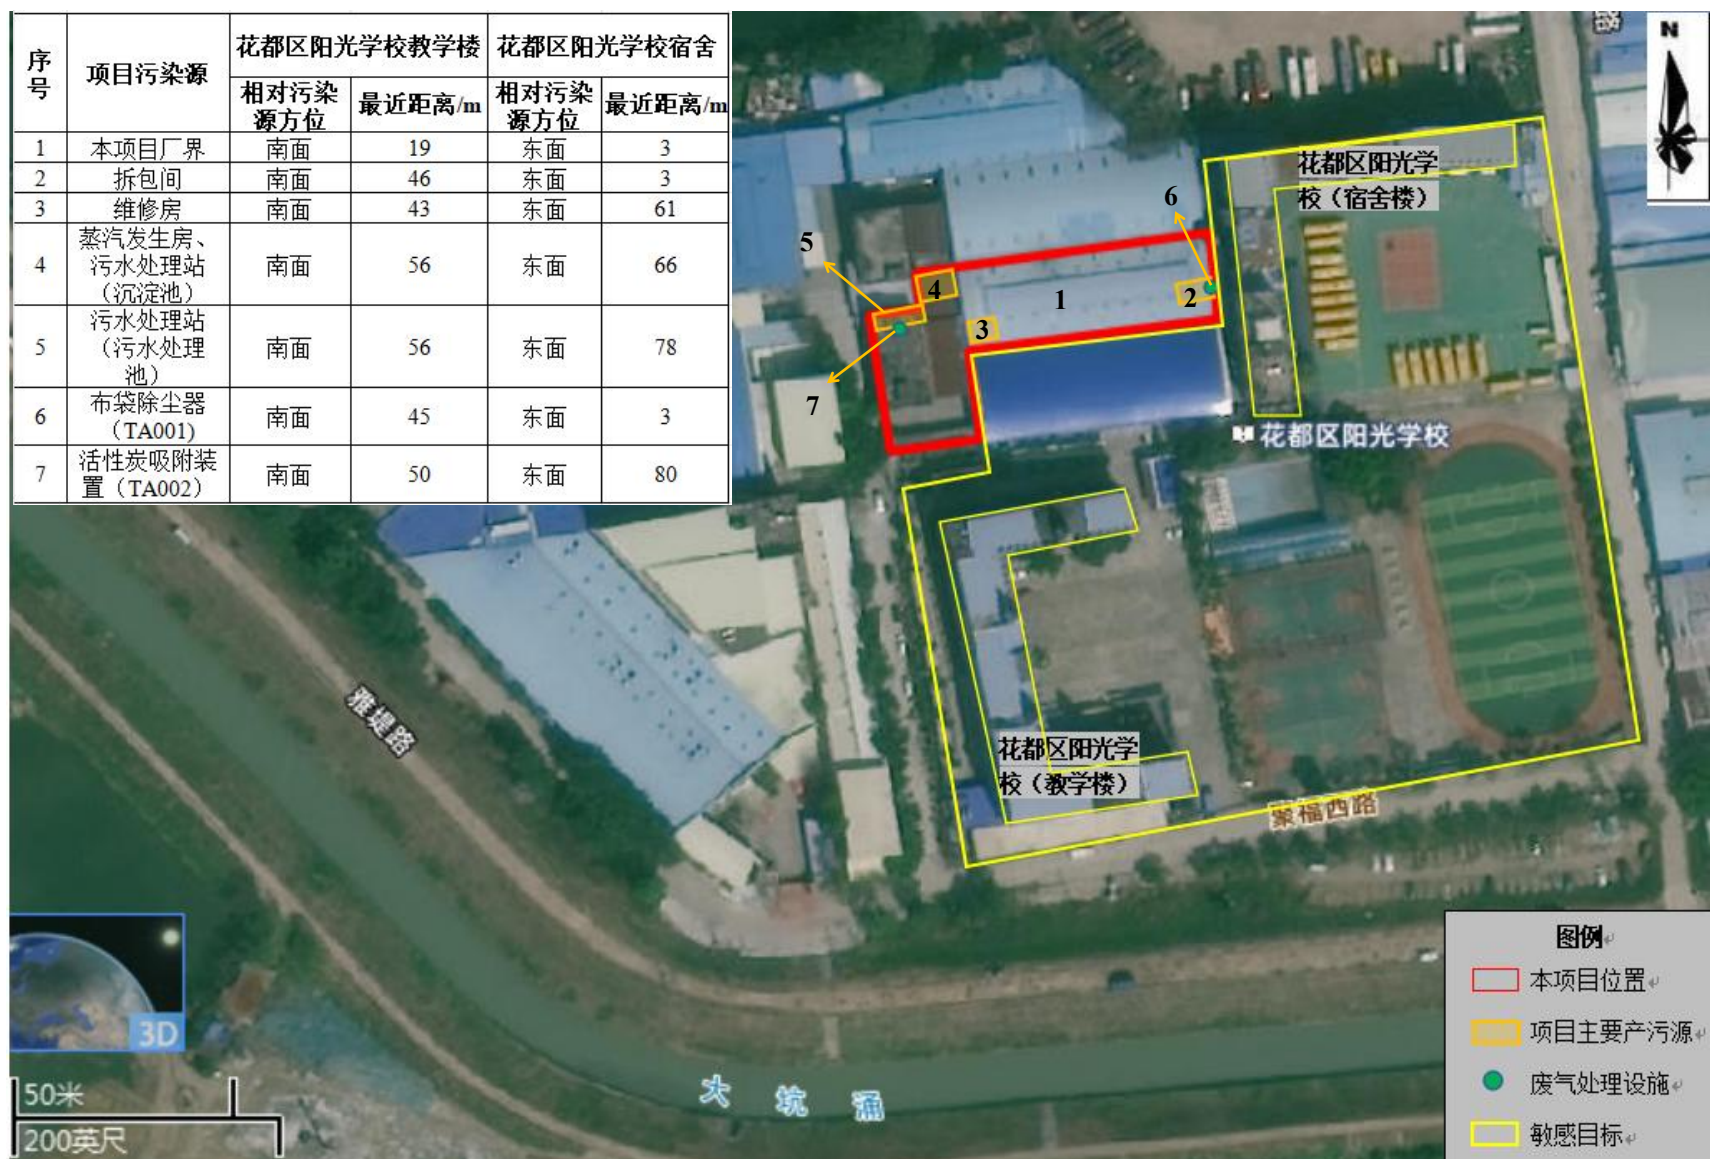 序号 项目污染源 花都区阳光学校教学楼 花都区阳光学校宿舍
相对污染源方位 最近距离/m 相对污染源方位 最近距离/m
1 本项目厂界 南面 19 东面 3
2 拆包间 南面 46 东面 3
3 维修房 南面 43 东面 61
4 蒸汽发生房、污水处理站（沉淀池） 南面 56 东面 66
5 污水处理站（污水处理池） 南面 56 东面 78
6 布袋除尘器（TA001) 南面 45 东面 3
7 活性炭吸附装置（TA002） 南面 50 东面 80
路
N
花都区阳光学
校（宿舍楼）
6
5
4
1
2
3
7
花都区阳光学校
雅堤路
花都区阳光学
校（教学楼）
聚福西路
大坑涌
3D
50米
200英尺
图例
本项目位置
项目主要产污源
废气处理设施
敏感目标